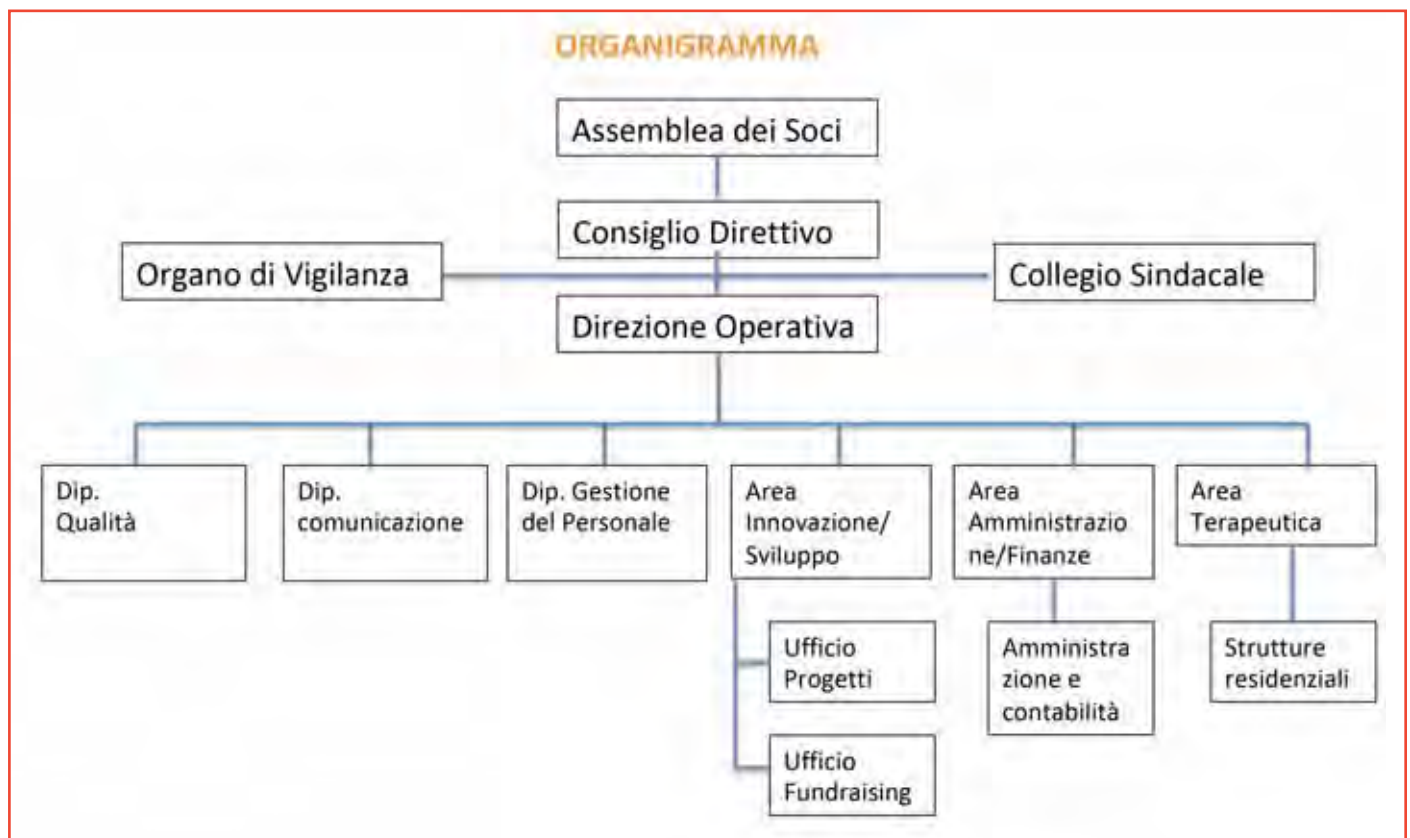 ORGANIGRAMMA
Assemblea dei Soci
Consiglio Direttivo
Organo di Vigilanza
Collegio Sindacale
Direzione Operativa
Dip.
Qualità
Dip.
comunicazione
Dip. Gestione
del Personale
Area
Innovazione/
Sviluppo
Area
Amministrazio
ne/Finanze
Area
Terapeutica
Ufficio
Progetti
Ufficio
Fundraising
Amministra
zione e
contabilità
Strutture
residenziali